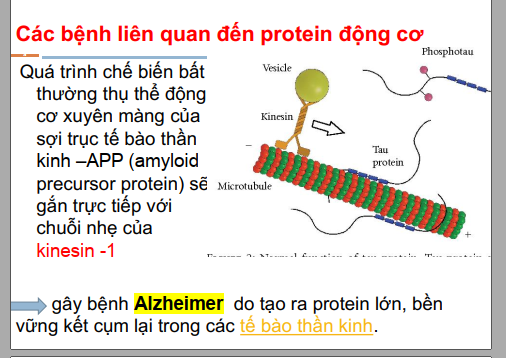 Các bệnh liên quan đến protein động cơ
Quá trình chế biến bất
thường thụ thể động
cơ xuyên màng của
sợi trục tế bào thần
kinh –APP (amyloid
precursor protein) sẽ
gắn trực tiếp với
chuỗi nhẹ của
kinesin -1
Phosphotau
Vesicle
Kinesin
–
Tau
protein
Microtubule
+
gây bệnh Alzheimer do tạo ra protein lớn, bền
vững kết cụm lại trong các tế bào thần kinh.